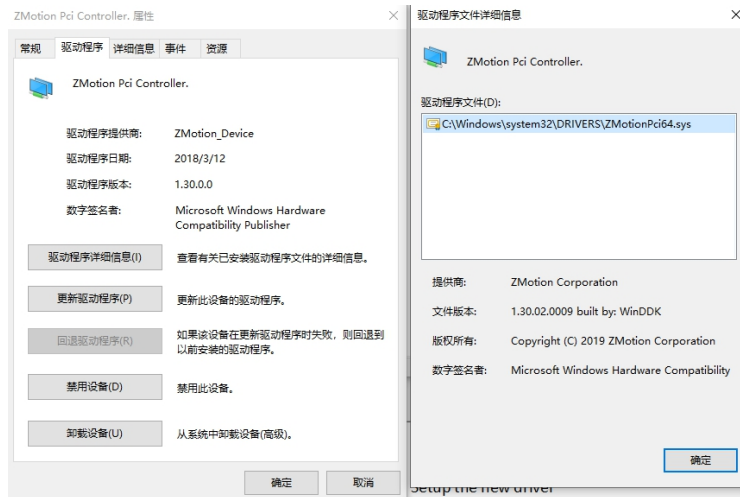 ZMotion Pci Controller. 属性
常规 驱动程序 详细信息 事件 资源
ZMotion Pci Controller.
驱动程序提供商: ZMotion_Device
驱动程序日期: 2018/3/12
驱动程序版本: 1.30.0.0
数字签名者: Microsoft Windows Hardware
Compatibility Publisher
驱动程序详细信息(I) 查看有关已安装驱动程序文件的详细信息。
更新驱动程序(P) 更新此设备的驱动程序。
回退驱动程序(R) 如果该设备在更新驱动程序时失败，则回退到
以前安装的驱动程序。
禁用设备(D) 禁用此设备。
卸载设备(U) 从系统中卸载设备(高级)。
确定 取消
驱动程序文件详细信息
ZMotion Pci Controller.
驱动程序文件(D):
C:\Windows\system32\DRIVERS\ZMotionPci64.sys
提供商: ZMotion Corporation
文件版本: 1.30.02.0009 built by: WinDDK
版权所有: Copyright (C) 2019 ZMotion Corporation
数字签名者: Microsoft Windows Hardware Compatibility
确定
Setup the new driver